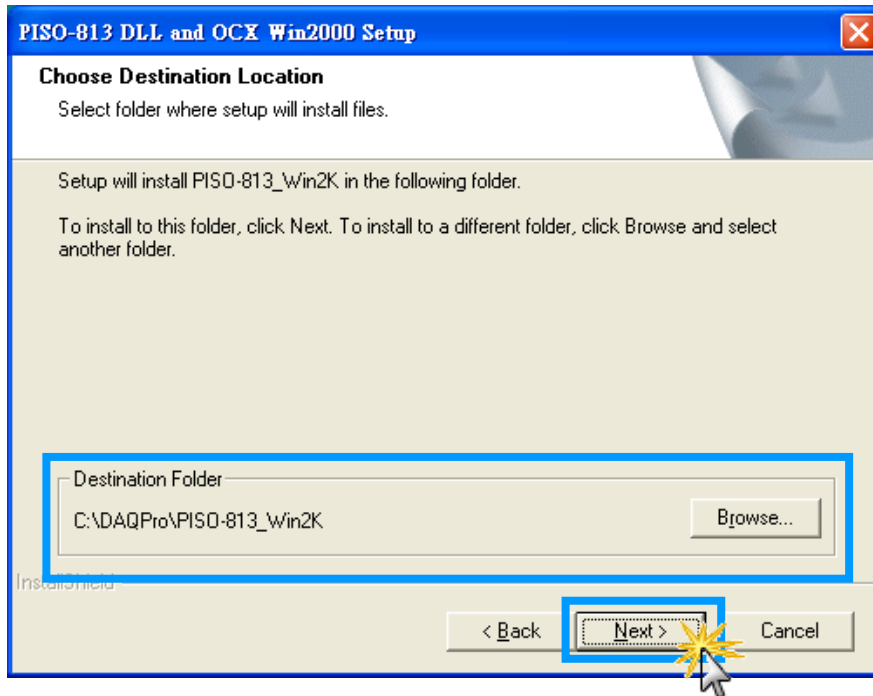 PISO-813 DLL and OCX Win2000 Setup
Choose Destination Location
Select folder where setup will install files.
Setup will install PISO-813_Win2K in the following folder.
To install to this folder, click Next. To install to a different folder, click Browse and select
another folder.
Destination Folder
C:\DAQPro\PISO-813_Win2K
Browse...
InstallShield
< Back
Next >
Cancel